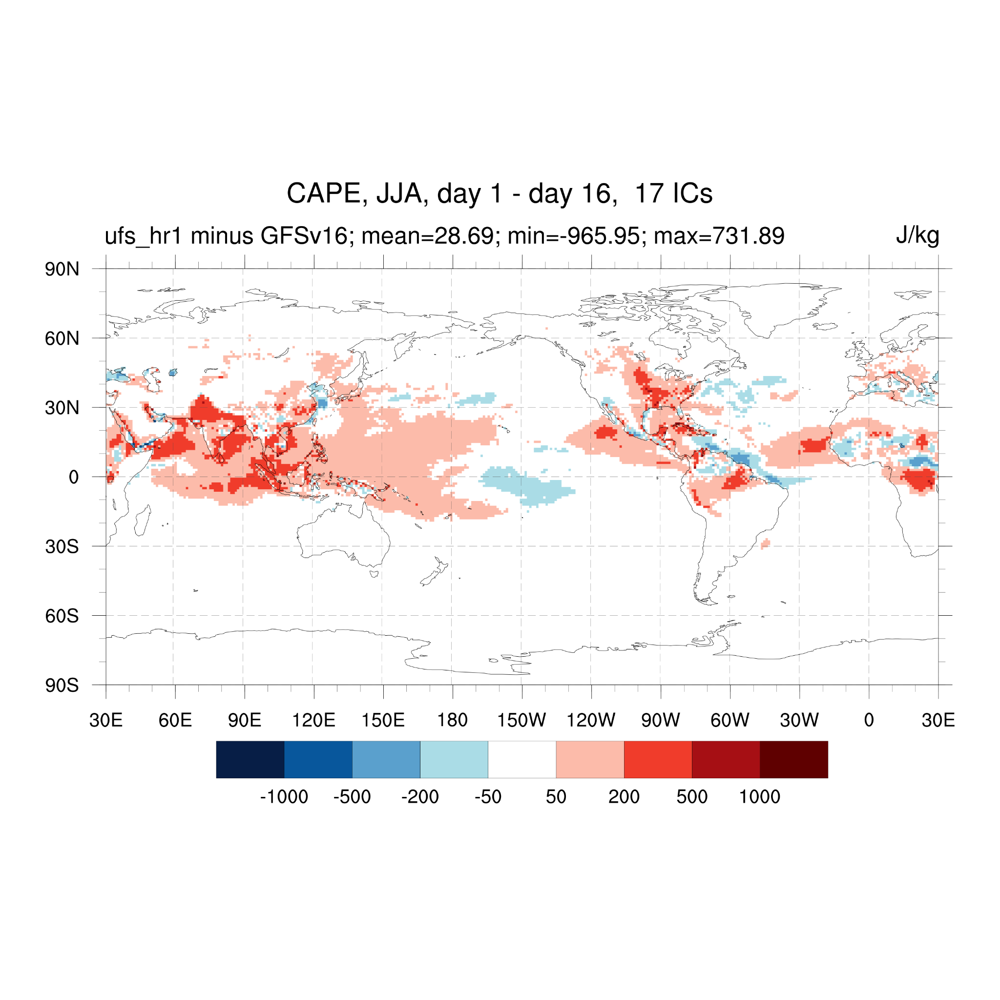 CAPE, JJA, day 1 - day 16,  17 ICs
ufs_hr1 minus GFSv16; mean=28.69; min=-965.95; max=731.89 J/kg
90N
60N
30N
0
30S
60S
90S
30E 60E 90E 120E 150E 180 150W 120W 90W 60W 30W 0 30E
-1000 -500 -200 -50 50 200 500 1000